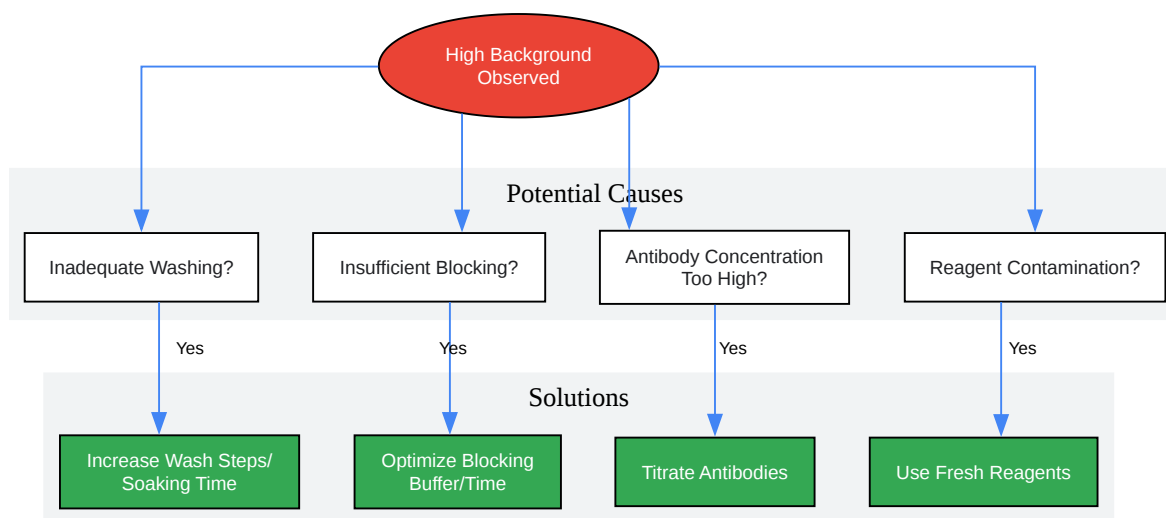 High Background
Observed
Potential Causes
Inadequate Washing?
Insufficient Blocking?
Antibody Concentration
Too High?
Reagent Contamination?
Yes
Yes
Yes
Yes
Solutions
Increase Wash Steps/
Soaking Time
Optimize Blocking
Buffer/Time
Titrate Antibodies
Use Fresh Reagents